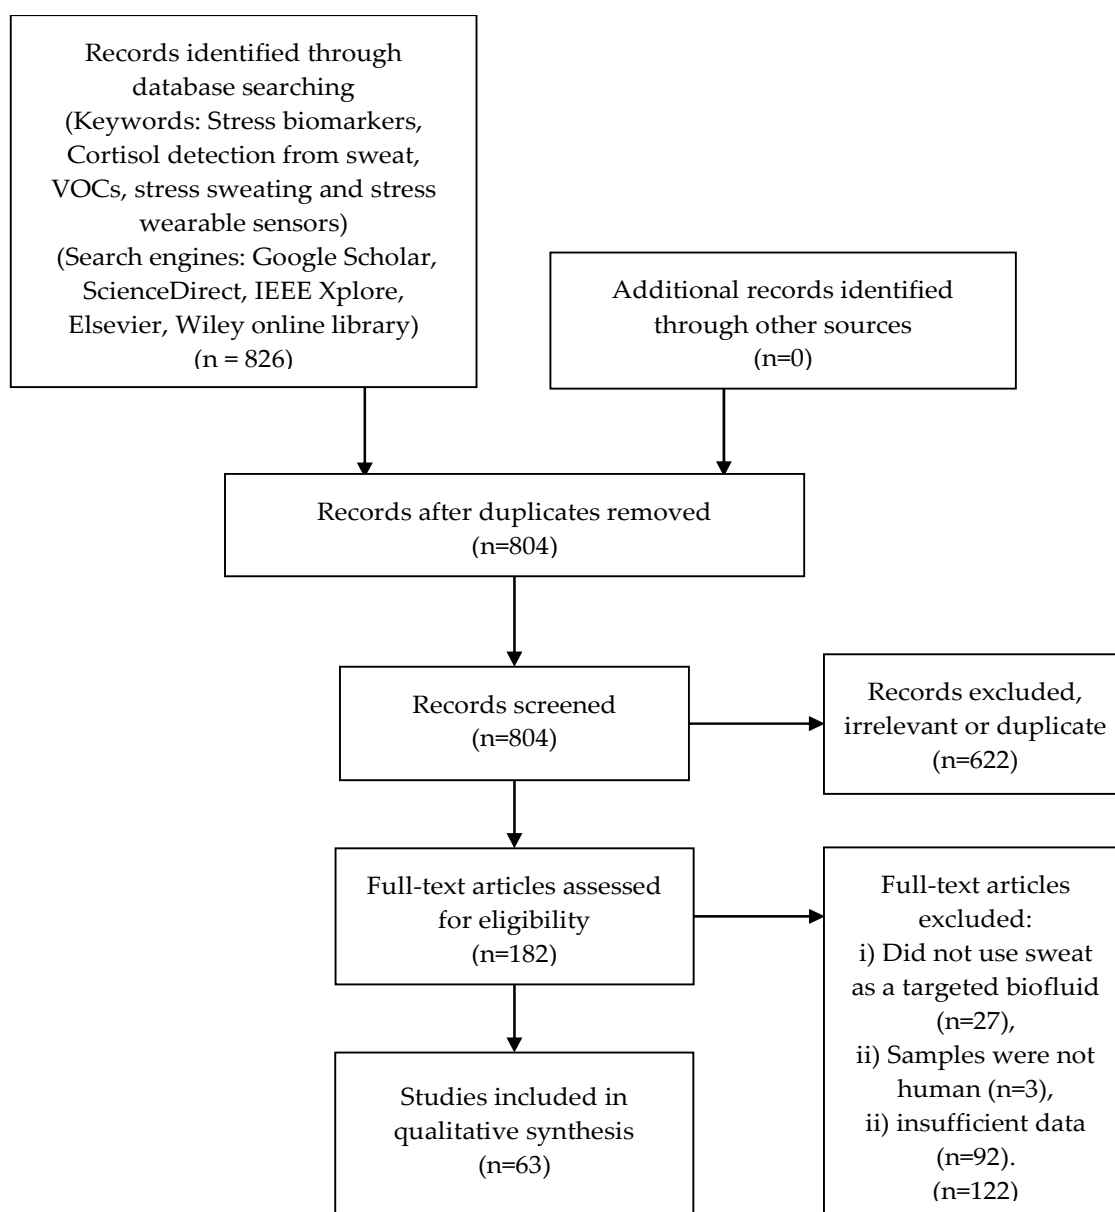 Records identified through
database searching
(Keywords: Stress biomarkers,
Cortisol detection from sweat,
VOCs, stress sweating and stress
wearable sensors)
(Search engines: Google Scholar,
ScienceDirect, IEEE Xplore,
Elsevier, Wiley online library)
(n = 826)
Additional records identified
through other sources
(n=0)
Records after duplicates removed
(n=804)
Records screened
(n=804)
Records excluded,
irrelevant or duplicate
(n=622)
Full-text articles assessed
for eligibility
(n=182)
Full-text articles
excluded:
i) Did not use sweat
as a targeted biofluid
(n=27),
ii) Samples were not
human (n=3),
ii) insufficient data
(n=92).
(n=122)
Studies included in
qualitative synthesis
(n=63)